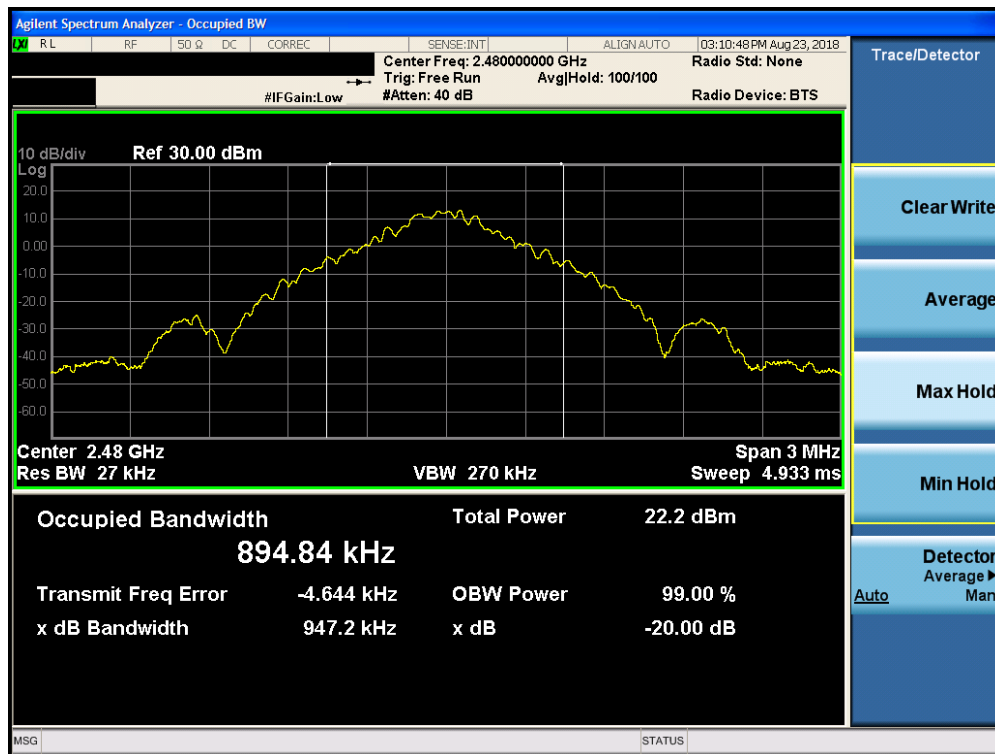 Agilent Spectrum Analyzer - Occupied BW
LXI RL RF 50 Ω DC CORREC SENSE:INT ALIGNAUTO 03:10:48 PM Aug 23, 2018
Center Freq: 2.480000000 GHz Radio Std: None
Trig: Free Run Avg|Hold: 100/100
#IFGain:Low #Atten: 40 dB Radio Device: BTS
10 dB/div Ref 30.00 dBm
Log
20.0
10.0
0.00
-10.0
-20.0
-30.0
-40.0
-50.0
-60.0
Center 2.48 GHz Span 3 MHz
Res BW 27 kHz VBW 270 kHz Sweep 4.933 ms
Occupied Bandwidth Total Power 22.2 dBm
894.84 kHz
Transmit Freq Error -4.644 kHz OBW Power 99.00 %
x dB Bandwidth 947.2 kHz x dB -20.00 dB
MSG STATUS
Trace/Detector
Clear Write
Average
Max Hold
Min Hold
Detector
Average
Auto Man